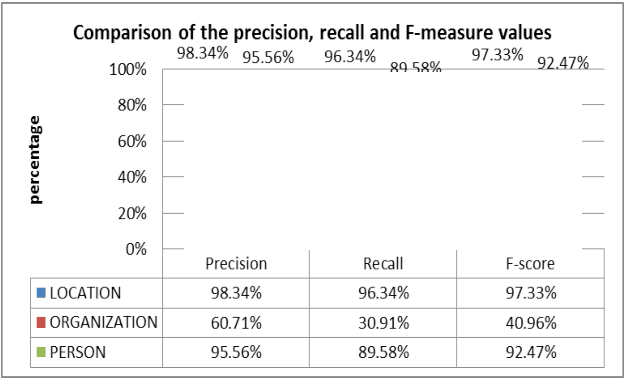 Comparison of the precision, recall and F-measure values
98.34% 95.56% 96.34% 89.58% 97.33% 92.47%
100%
80%
60%
40%
20%
0%
percentage
Precision Recall F-score
LOCATION 98.34% 96.34% 97.33%
ORGANIZATION 60.71% 30.91% 40.96%
PERSON 95.56% 89.58% 92.47%